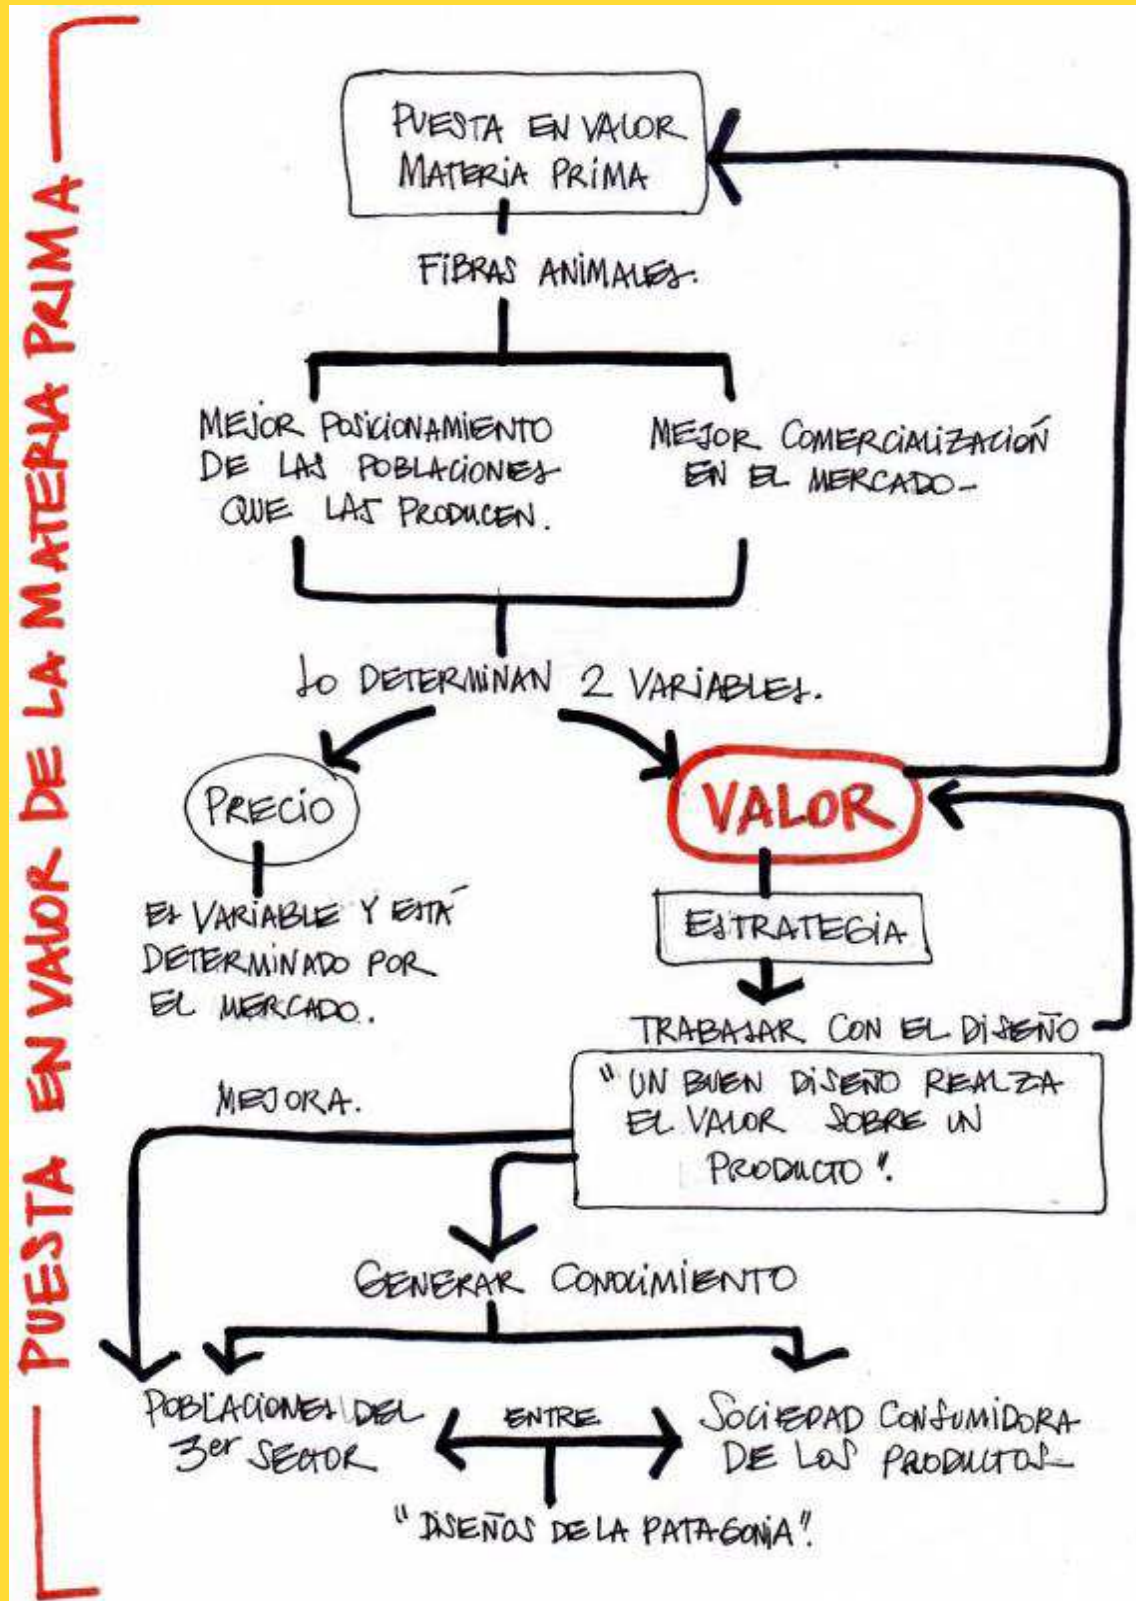 PUESTA EN VALOR DE LA MATERIA PRIMA
PUESTA EN VALOR
MATERIA PRIMA
FIBRAS ANIMALES.
MEJOR POSICIONAMIENTO
DE LAS POBLACIONES
QUE LAS PRODUCEN.
MEJOR COMERCIALIZACIÓN
EN EL MERCADO-
LO DETERMINAN 2 VARIABLES.
PRECIO
VALOR
ES VARIABLE Y ESTÁ
DETERMINADO POR
EL MERCADO.
ESTRATEGIA
TRABAJAR CON EL DISEÑO
"UN BUEN DISEÑO REALZA
EL VALOR SOBRE UN
PRODUCTO".
MEJORA.
GENERAR CONOCIMIENTO
POBLACIONES DEL
3er SECTOR
ENTRE
SOCIEDAD CONSUMIDORA
DE LOS PRODUCTOS-
"DISEÑOS DE LA PATAGONIA".